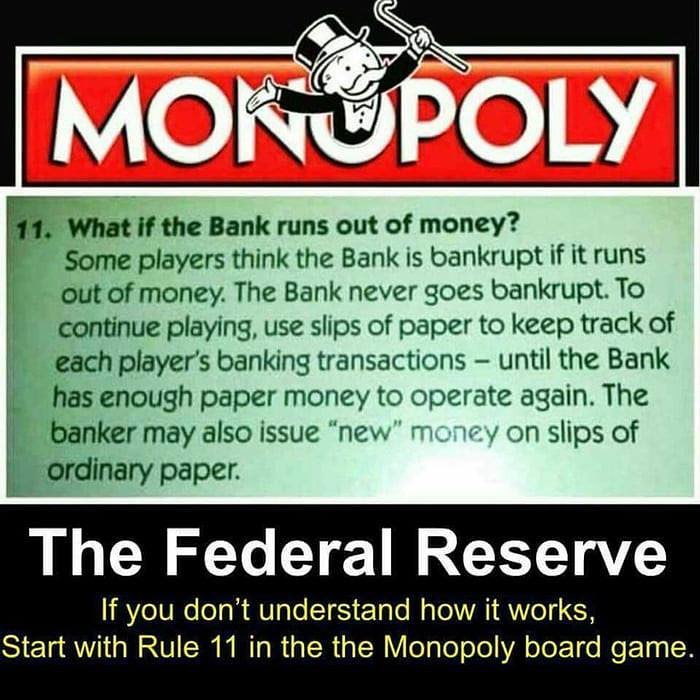 MONOPOLY
11. What if the Bank runs out of money?
Some players think the Bank is bankrupt if it runs
out of money. The Bank never goes bankrupt. To
continue playing, use slips of paper to keep track of
each player's banking transactions – until the Bank
has enough paper money to operate again. The
banker may also issue "new" money on slips of
ordinary paper.
The Federal Reserve
If you don't understand how it works,
Start with Rule 11 in the the Monopoly board game.